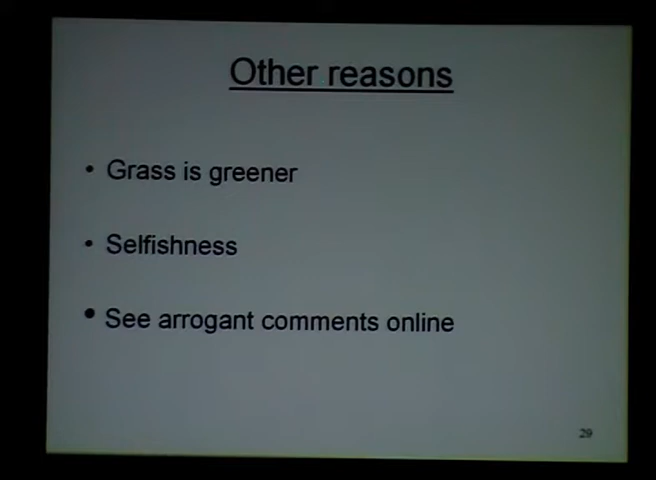 Other reasons
• Grass is greener
• Selfishness
• See arrogant comments online
29